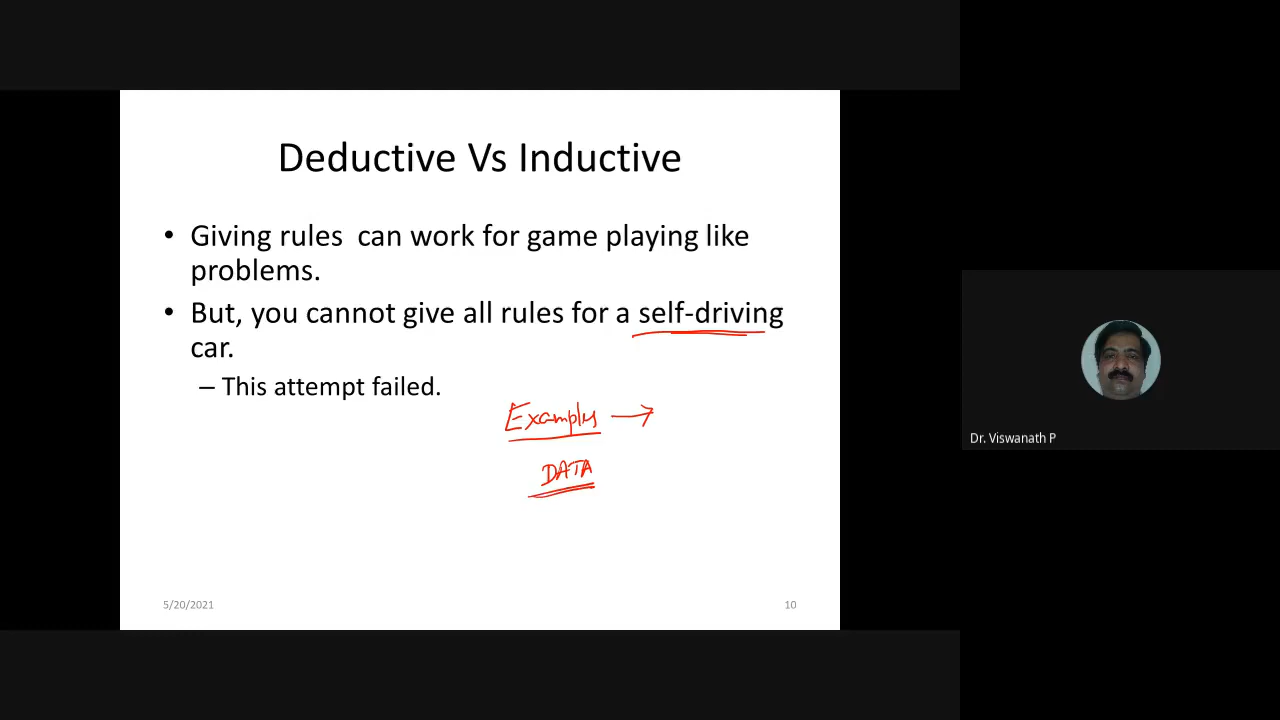 Deductive Vs Inductive
• Giving rules can work for game playing like
problems.
• But, you cannot give all rules for a self-driving
car.
– This attempt failed.
Examples →
DATA
5/20/2021
10
Dr. Viswanath P